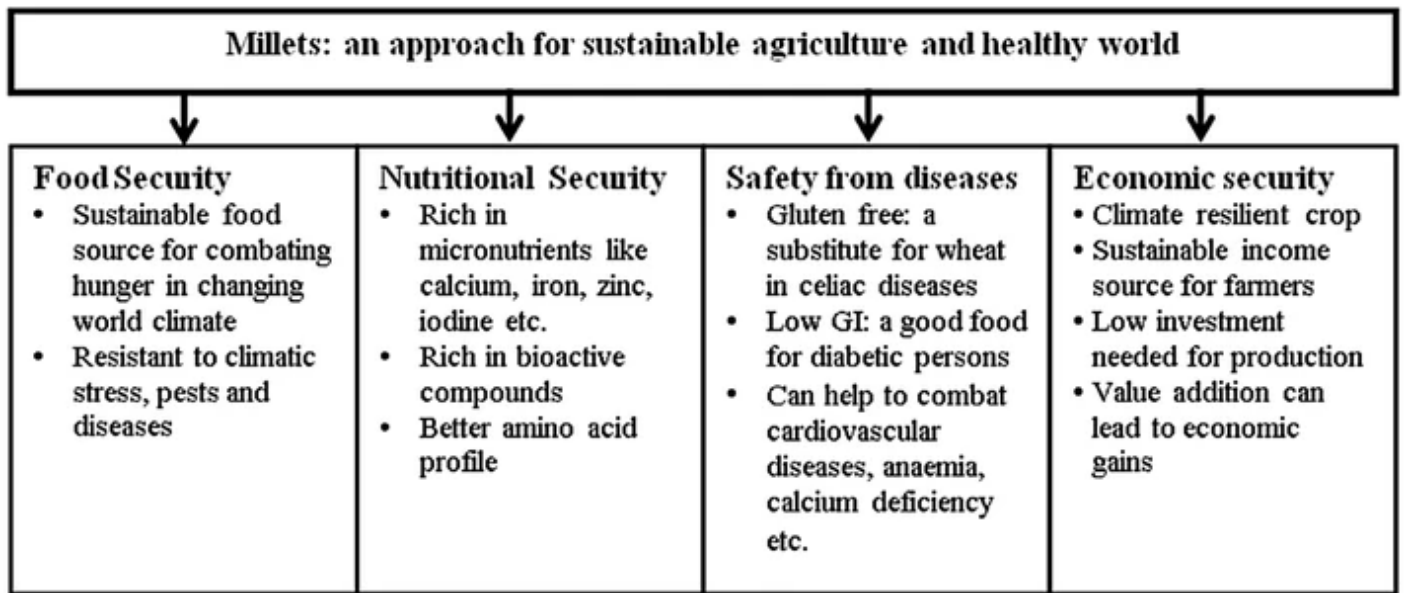 Millets: an approach for sustainable agriculture and healthy world
Food Security
• Sustainable food
source for combating
hunger in changing
world climate
• Resistant to climatic
stress, pests and
diseases
Nutritional Security
• Rich in
micronutrients like
calcium, iron, zinc,
iodine etc.
• Rich in bioactive
compounds
• Better amino acid
profile
Safety from diseases
• Gluten free: a
substitute for wheat
in celiac diseases
• Low GI: a good food
for diabetic persons
• Can help to combat
cardiovascular
diseases, anaemia,
calcium deficiency
etc.
Economic security
• Climate resilient crop
• Sustainable income
source for farmers
• Low investment
needed for production
• Value addition can
lead to economic
gains